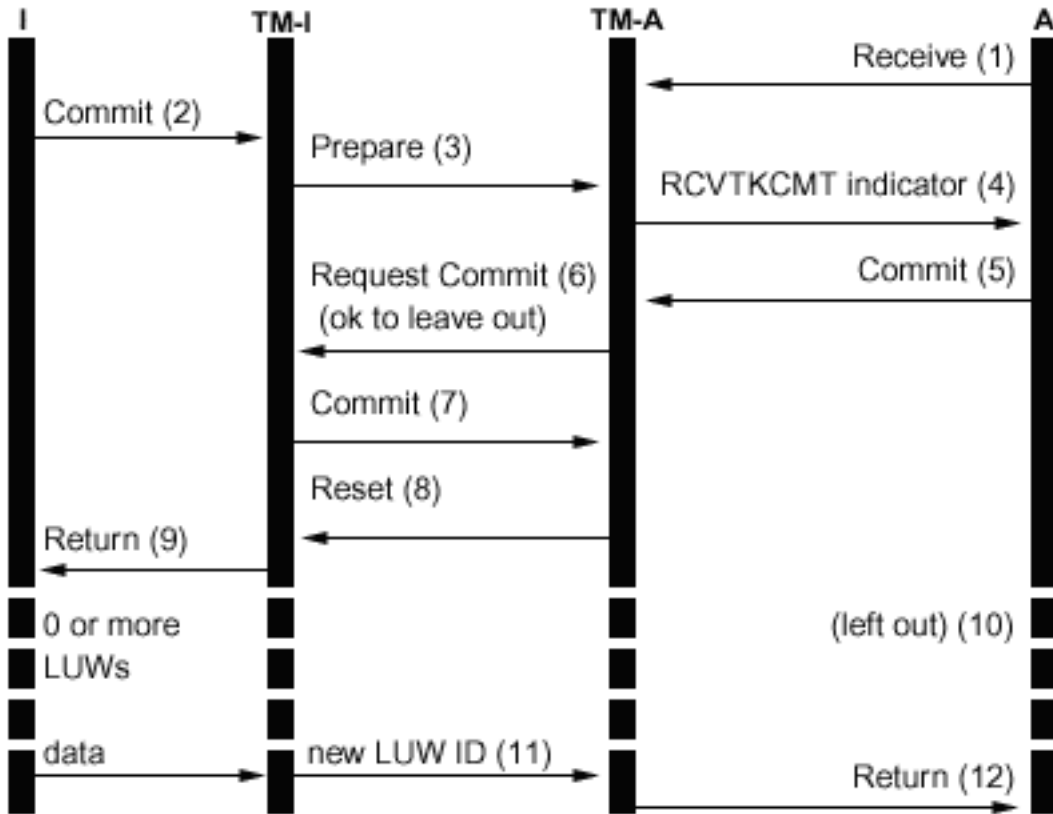 I TM-I TM-A A
Receive (1)
Commit (2)
Prepare (3)
RCVTKCMT indicator (4)
Commit (5)
Request Commit (6)
(ok to leave out)
Commit (7)
Reset (8)
Return (9)
0 or more
LUWs
(left out) (10)
data
new LUW ID (11)
Return (12)